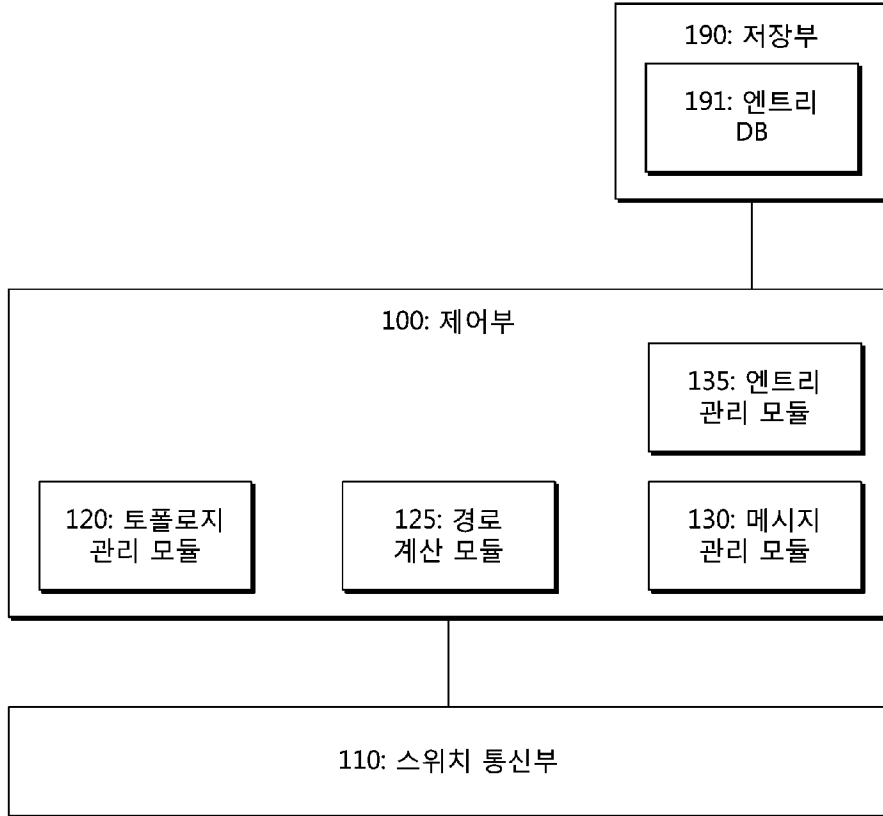 190: 저장부
191: 엔트리
DB
100: 제어부
135: 엔트리
관리 모듈
120: 토폴로지
관리 모듈
125: 경로
계산 모듈
130: 메시지
관리 모듈
110: 스위치 통신부